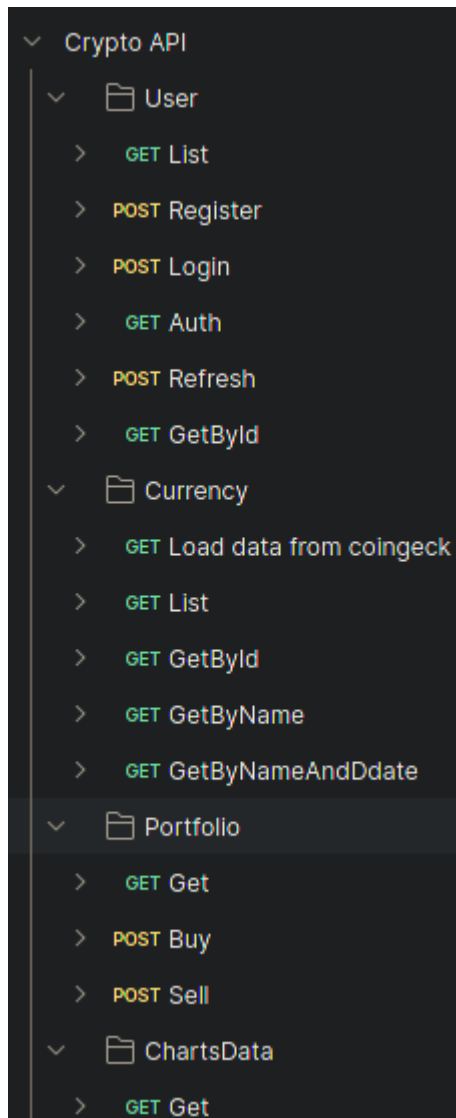 Crypto API
User
GET List
POST Register
POST Login
GET Auth
POST Refresh
GET GetById
Currency
GET Load data from coingeck
GET List
GET GetById
GET GetByName
GET GetByNameAndDdate
Portfolio
GET Get
POST Buy
POST Sell
ChartsData
GET Get